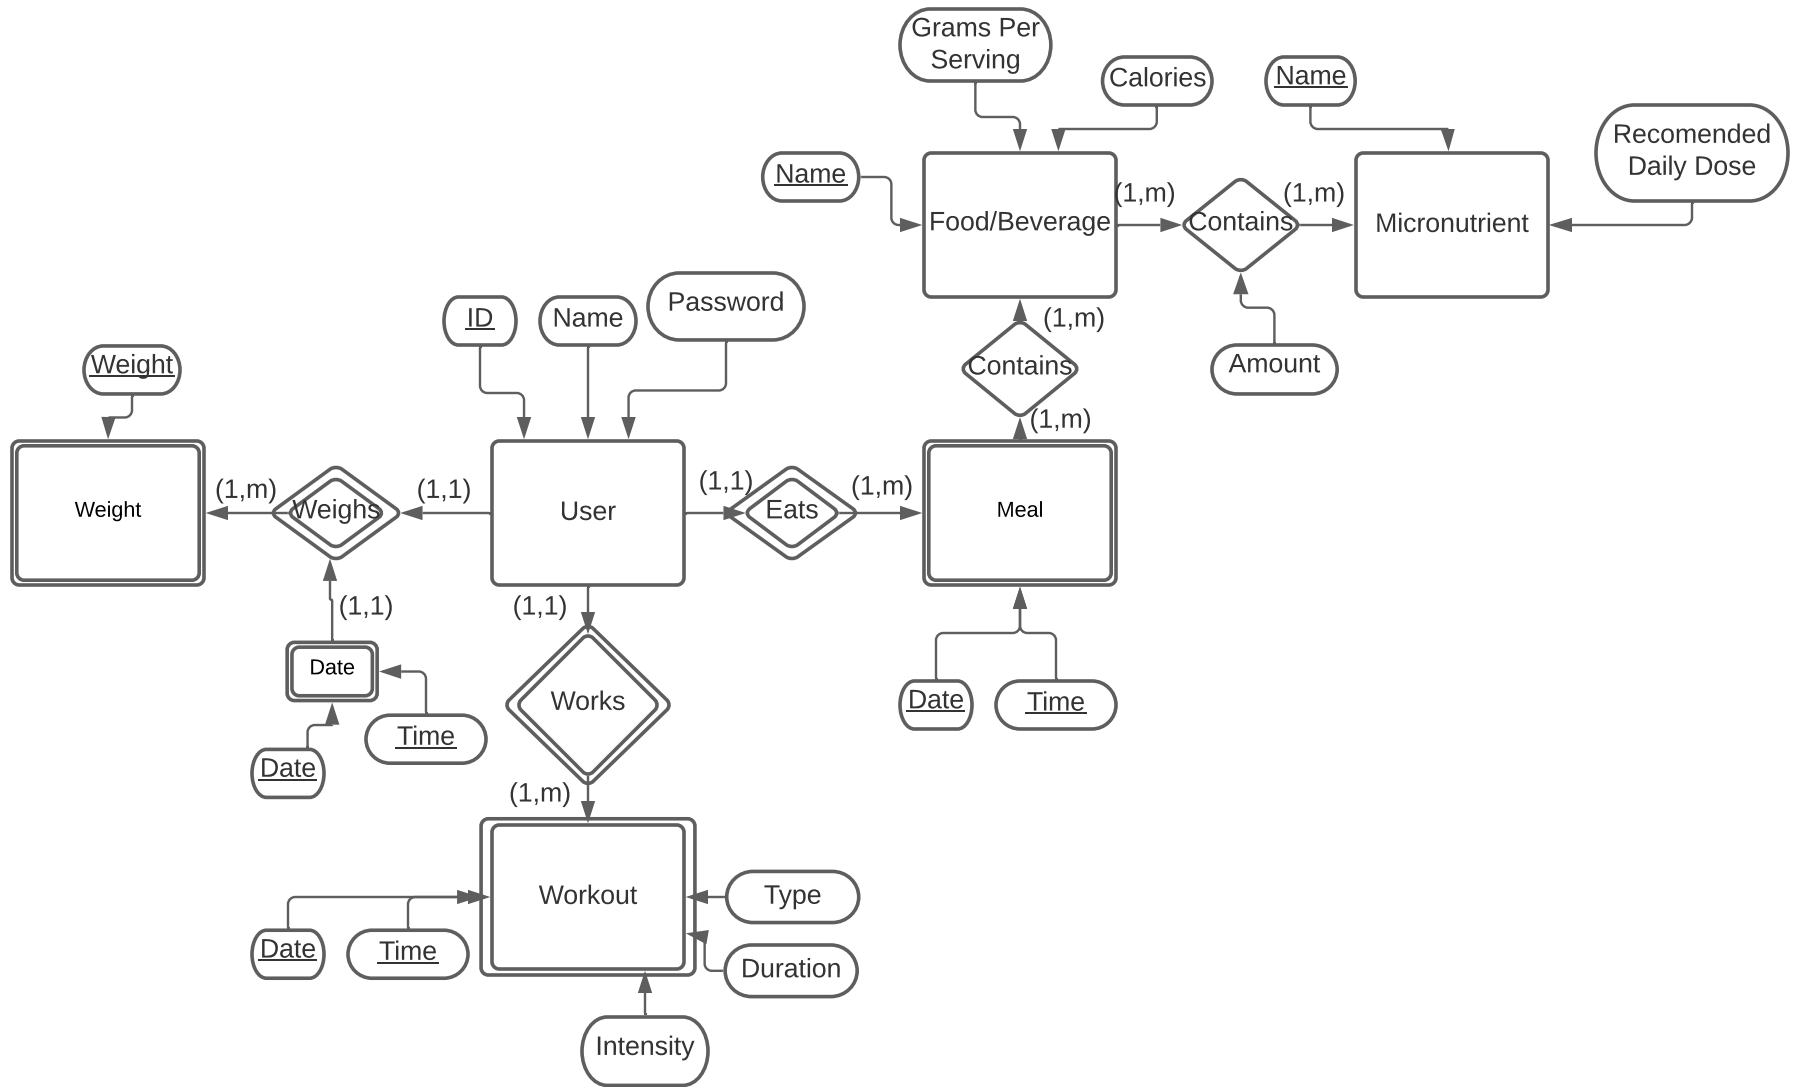 Grams Per
Serving
Calories
Name
Recomended
Daily Dose
Name
Food/Beverage
(1,m)
Contains
(1,m)
Micronutrient
ID
Name
Password
(1,m)
Contains
(1,m)
Amount
Weight
Weight
(1,m)
Weighs
(1,1)
User
(1,1)
Eats
(1,m)
Meal
(1,1)
(1,1)
Date
Time
Date
Works
Date
Time
(1,m)
Workout
Type
Date
Time
Duration
Intensity